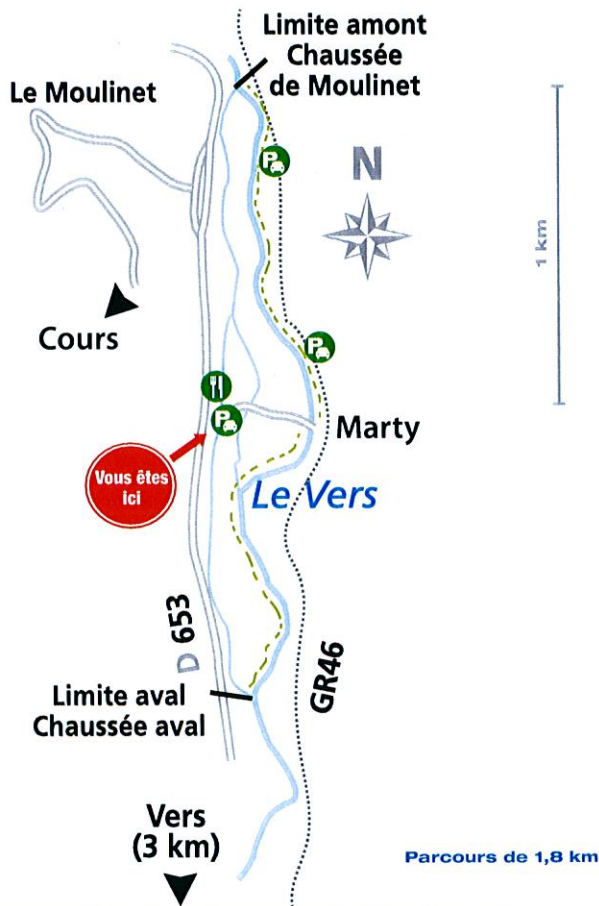 Limite amont
Chaussée
de Moulinet
Le Moulinet
P
N
1 km
Cours
P
P
Marty
Vous êtes
ici
Le Vers
D 653
GR46
Limite aval
Chaussée aval
Vers
(3 km)
Parcours de 1,8 km